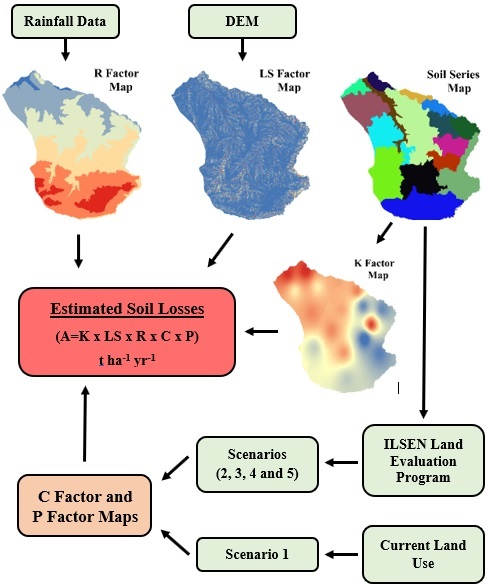 Rainfall Data
DEM
R Factor
Map
LS Factor
Map
Soil Series
Map
K Factor
Map
Estimated Soil Losses
(A=K x LS x R x C x P)
t ha⁻¹ yr⁻¹
Scenarios
(2, 3, 4 and 5)
ILSEN Land
Evaluation
Program
C Factor and
P Factor Maps
Scenario 1
Current Land
Use